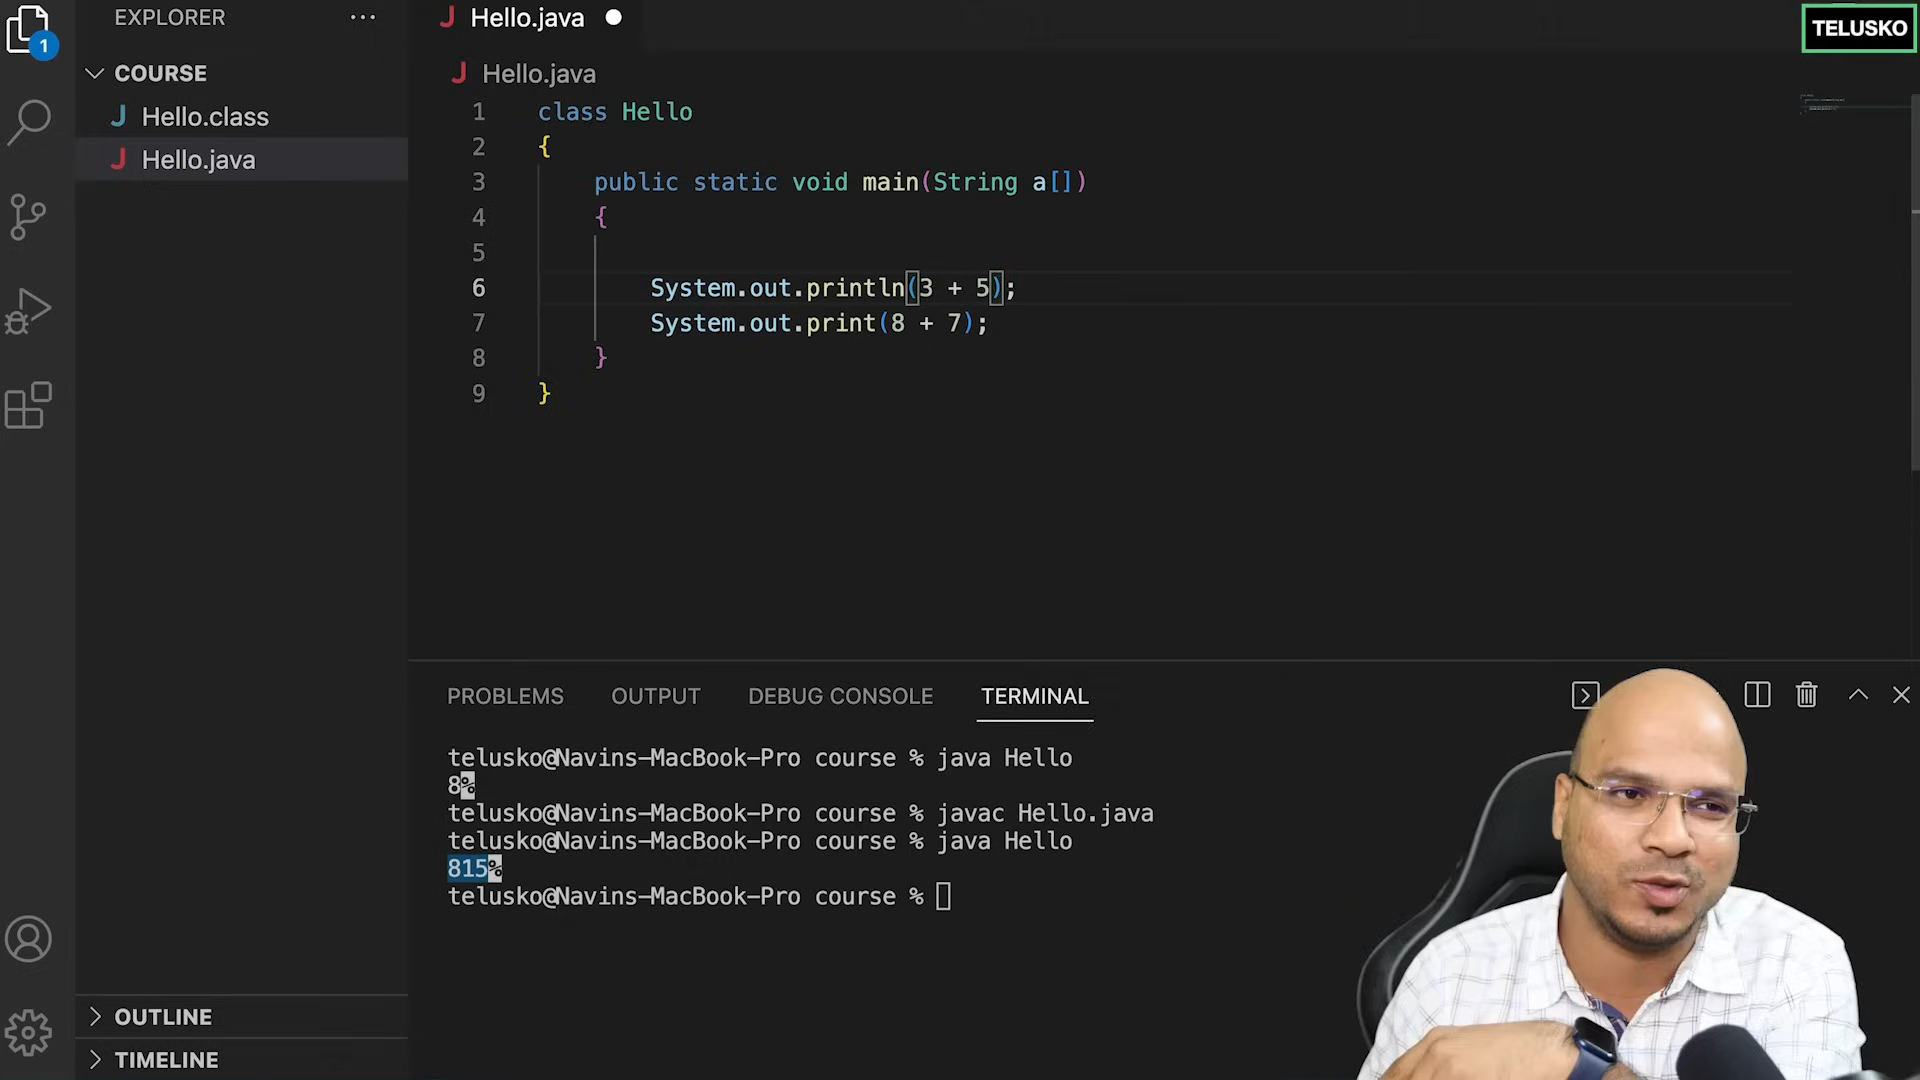 EXPLORER
COURSE
Hello.class
Hello.java
OUTLINE
TIMELINE
1
Hello.java
TELUSKO
Hello.java
1 class Hello
2 {
3 public static void main(String a[])
4 {
5
6 System.out.println(3 + 5);
7 System.out.print(8 + 7);
8 }
9 }
PROBLEMS OUTPUT DEBUG CONSOLE TERMINAL
telusko@Navins-MacBook-Pro course % java Hello
8%
telusko@Navins-MacBook-Pro course % javac Hello.java
telusko@Navins-MacBook-Pro course % java Hello
815%
telusko@Navins-MacBook-Pro course %